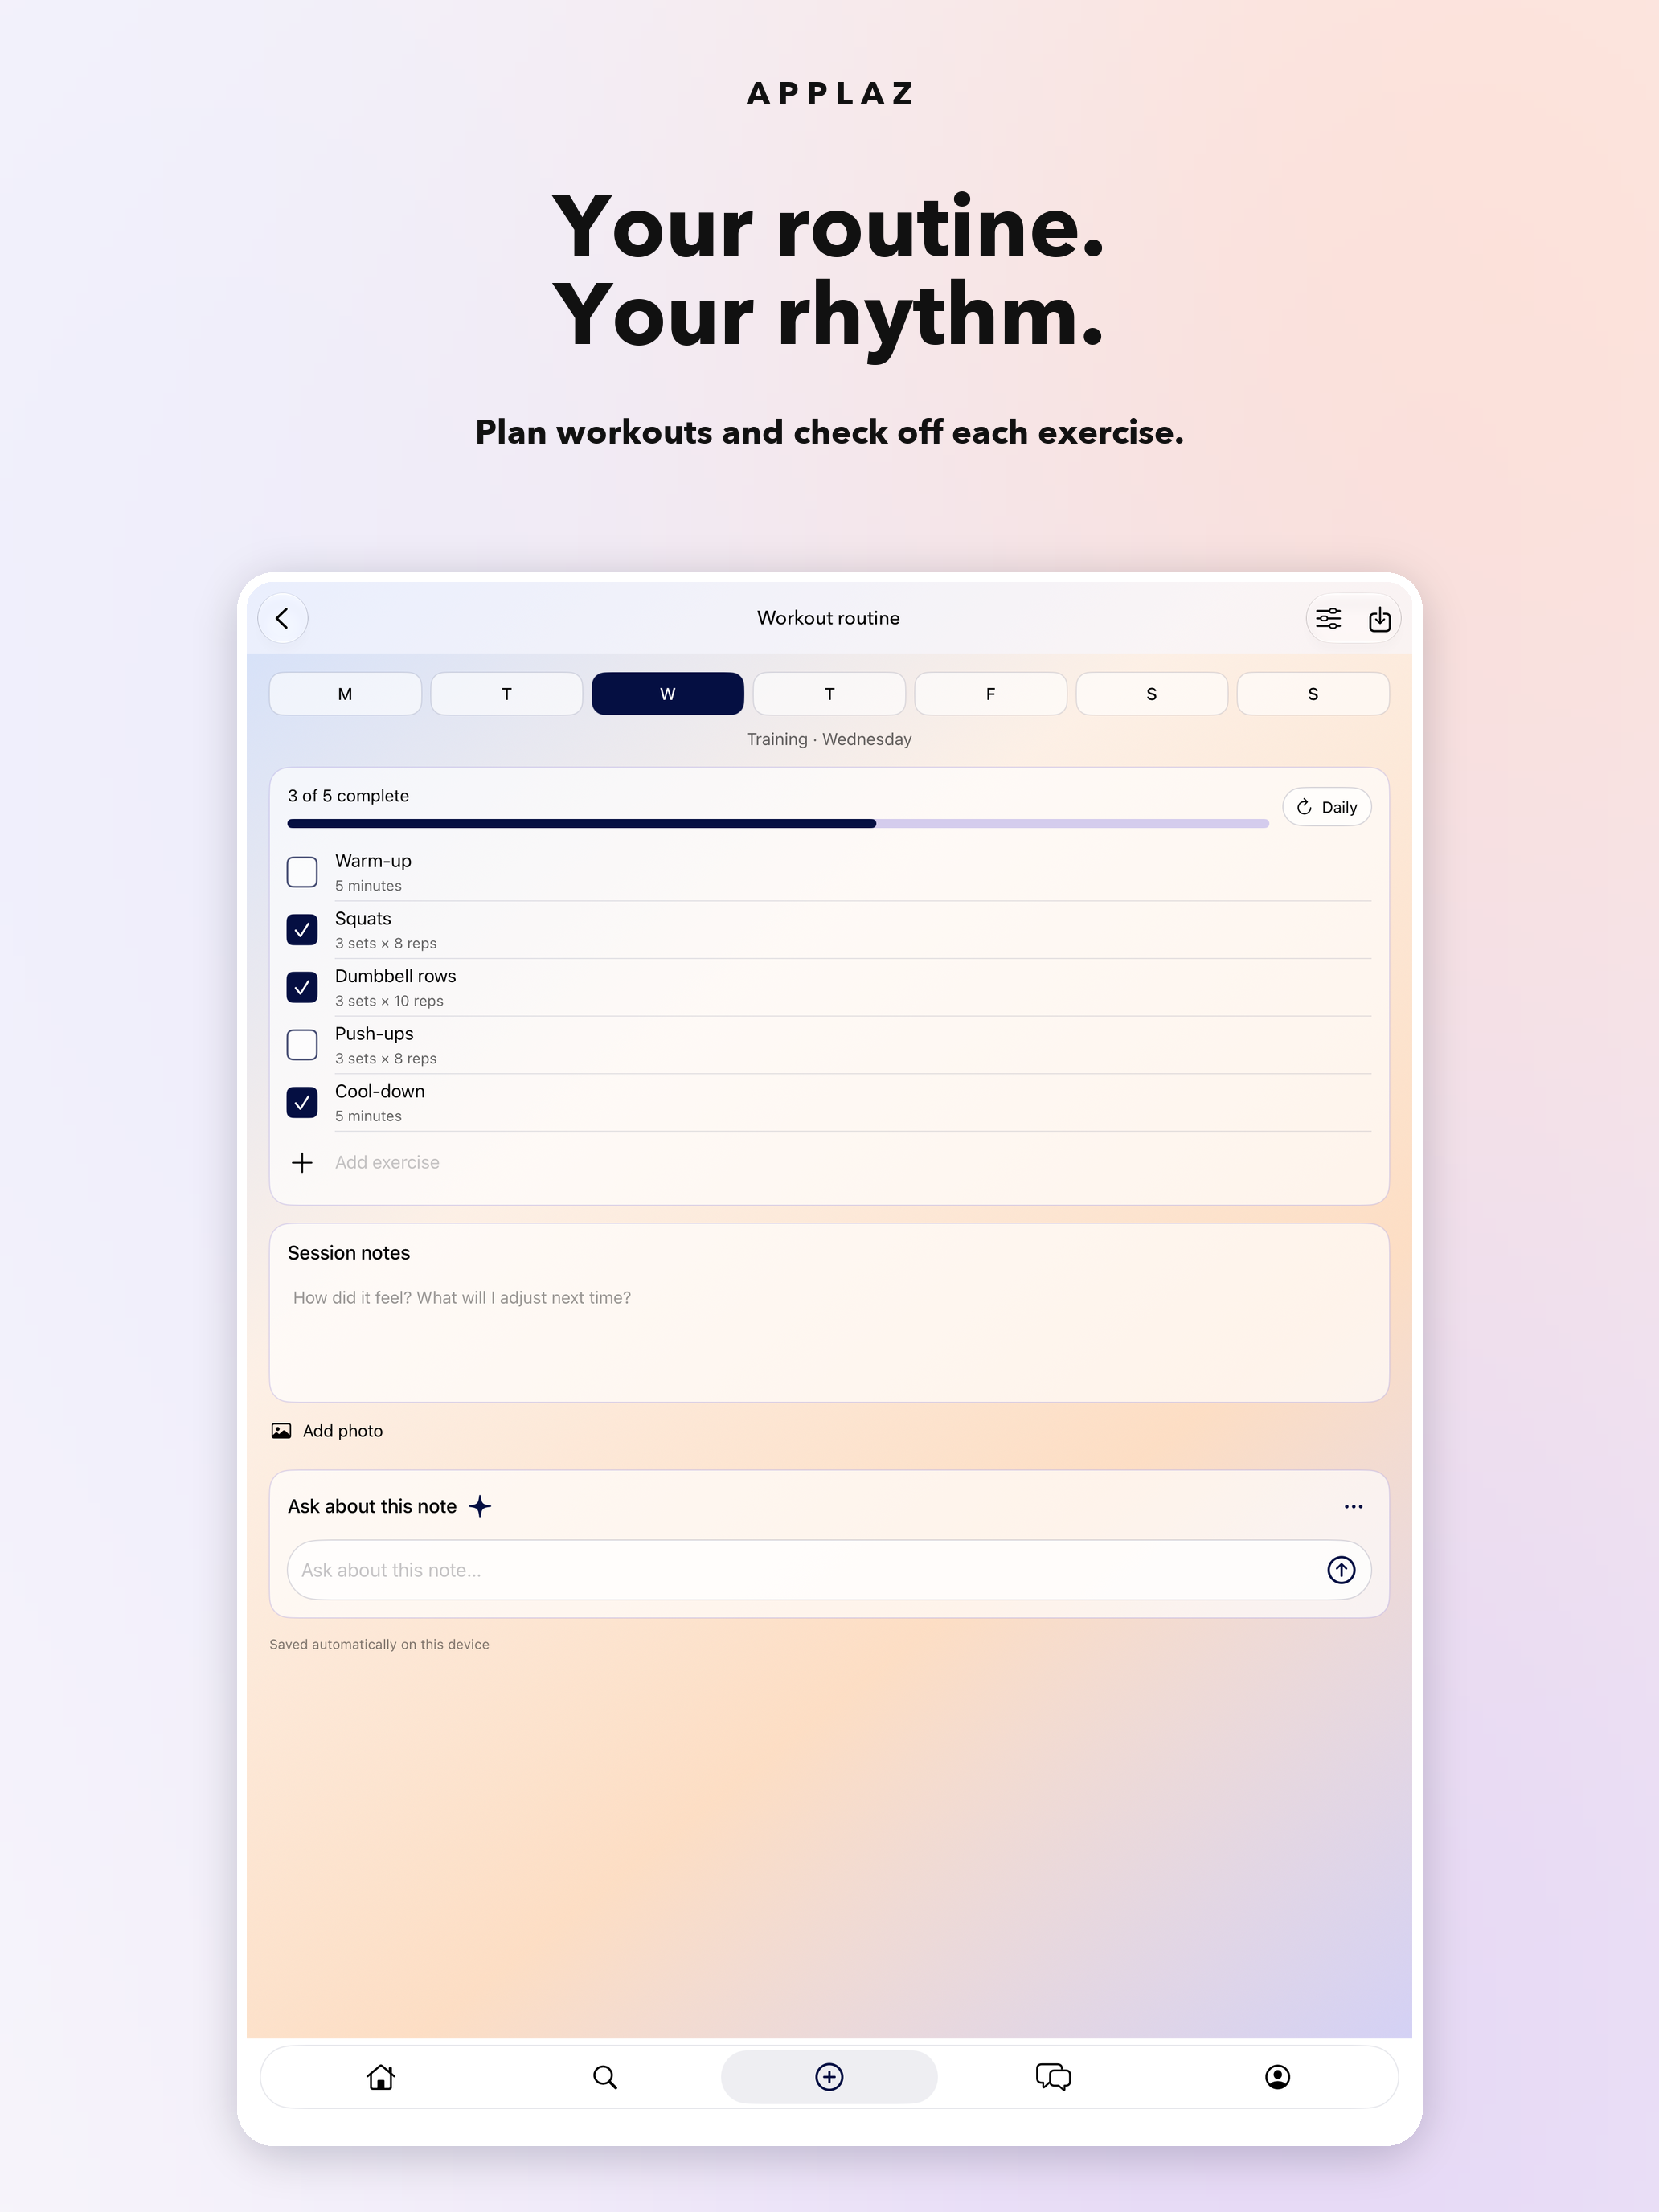 APPLAZ
Your routine.
Your rhythm.
Plan workouts and check off each exercise.
Workout routine
M T W T F S S
Training · Wednesday
3 of 5 complete
Daily
Warm-up
5 minutes
Squats
3 sets × 8 reps
Dumbbell rows
3 sets × 10 reps
Push-ups
3 sets × 8 reps
Cool-down
5 minutes
Add exercise
Session notes
How did it feel? What will I adjust next time?
Add photo
Ask about this note
Ask about this note...
Saved automatically on this device